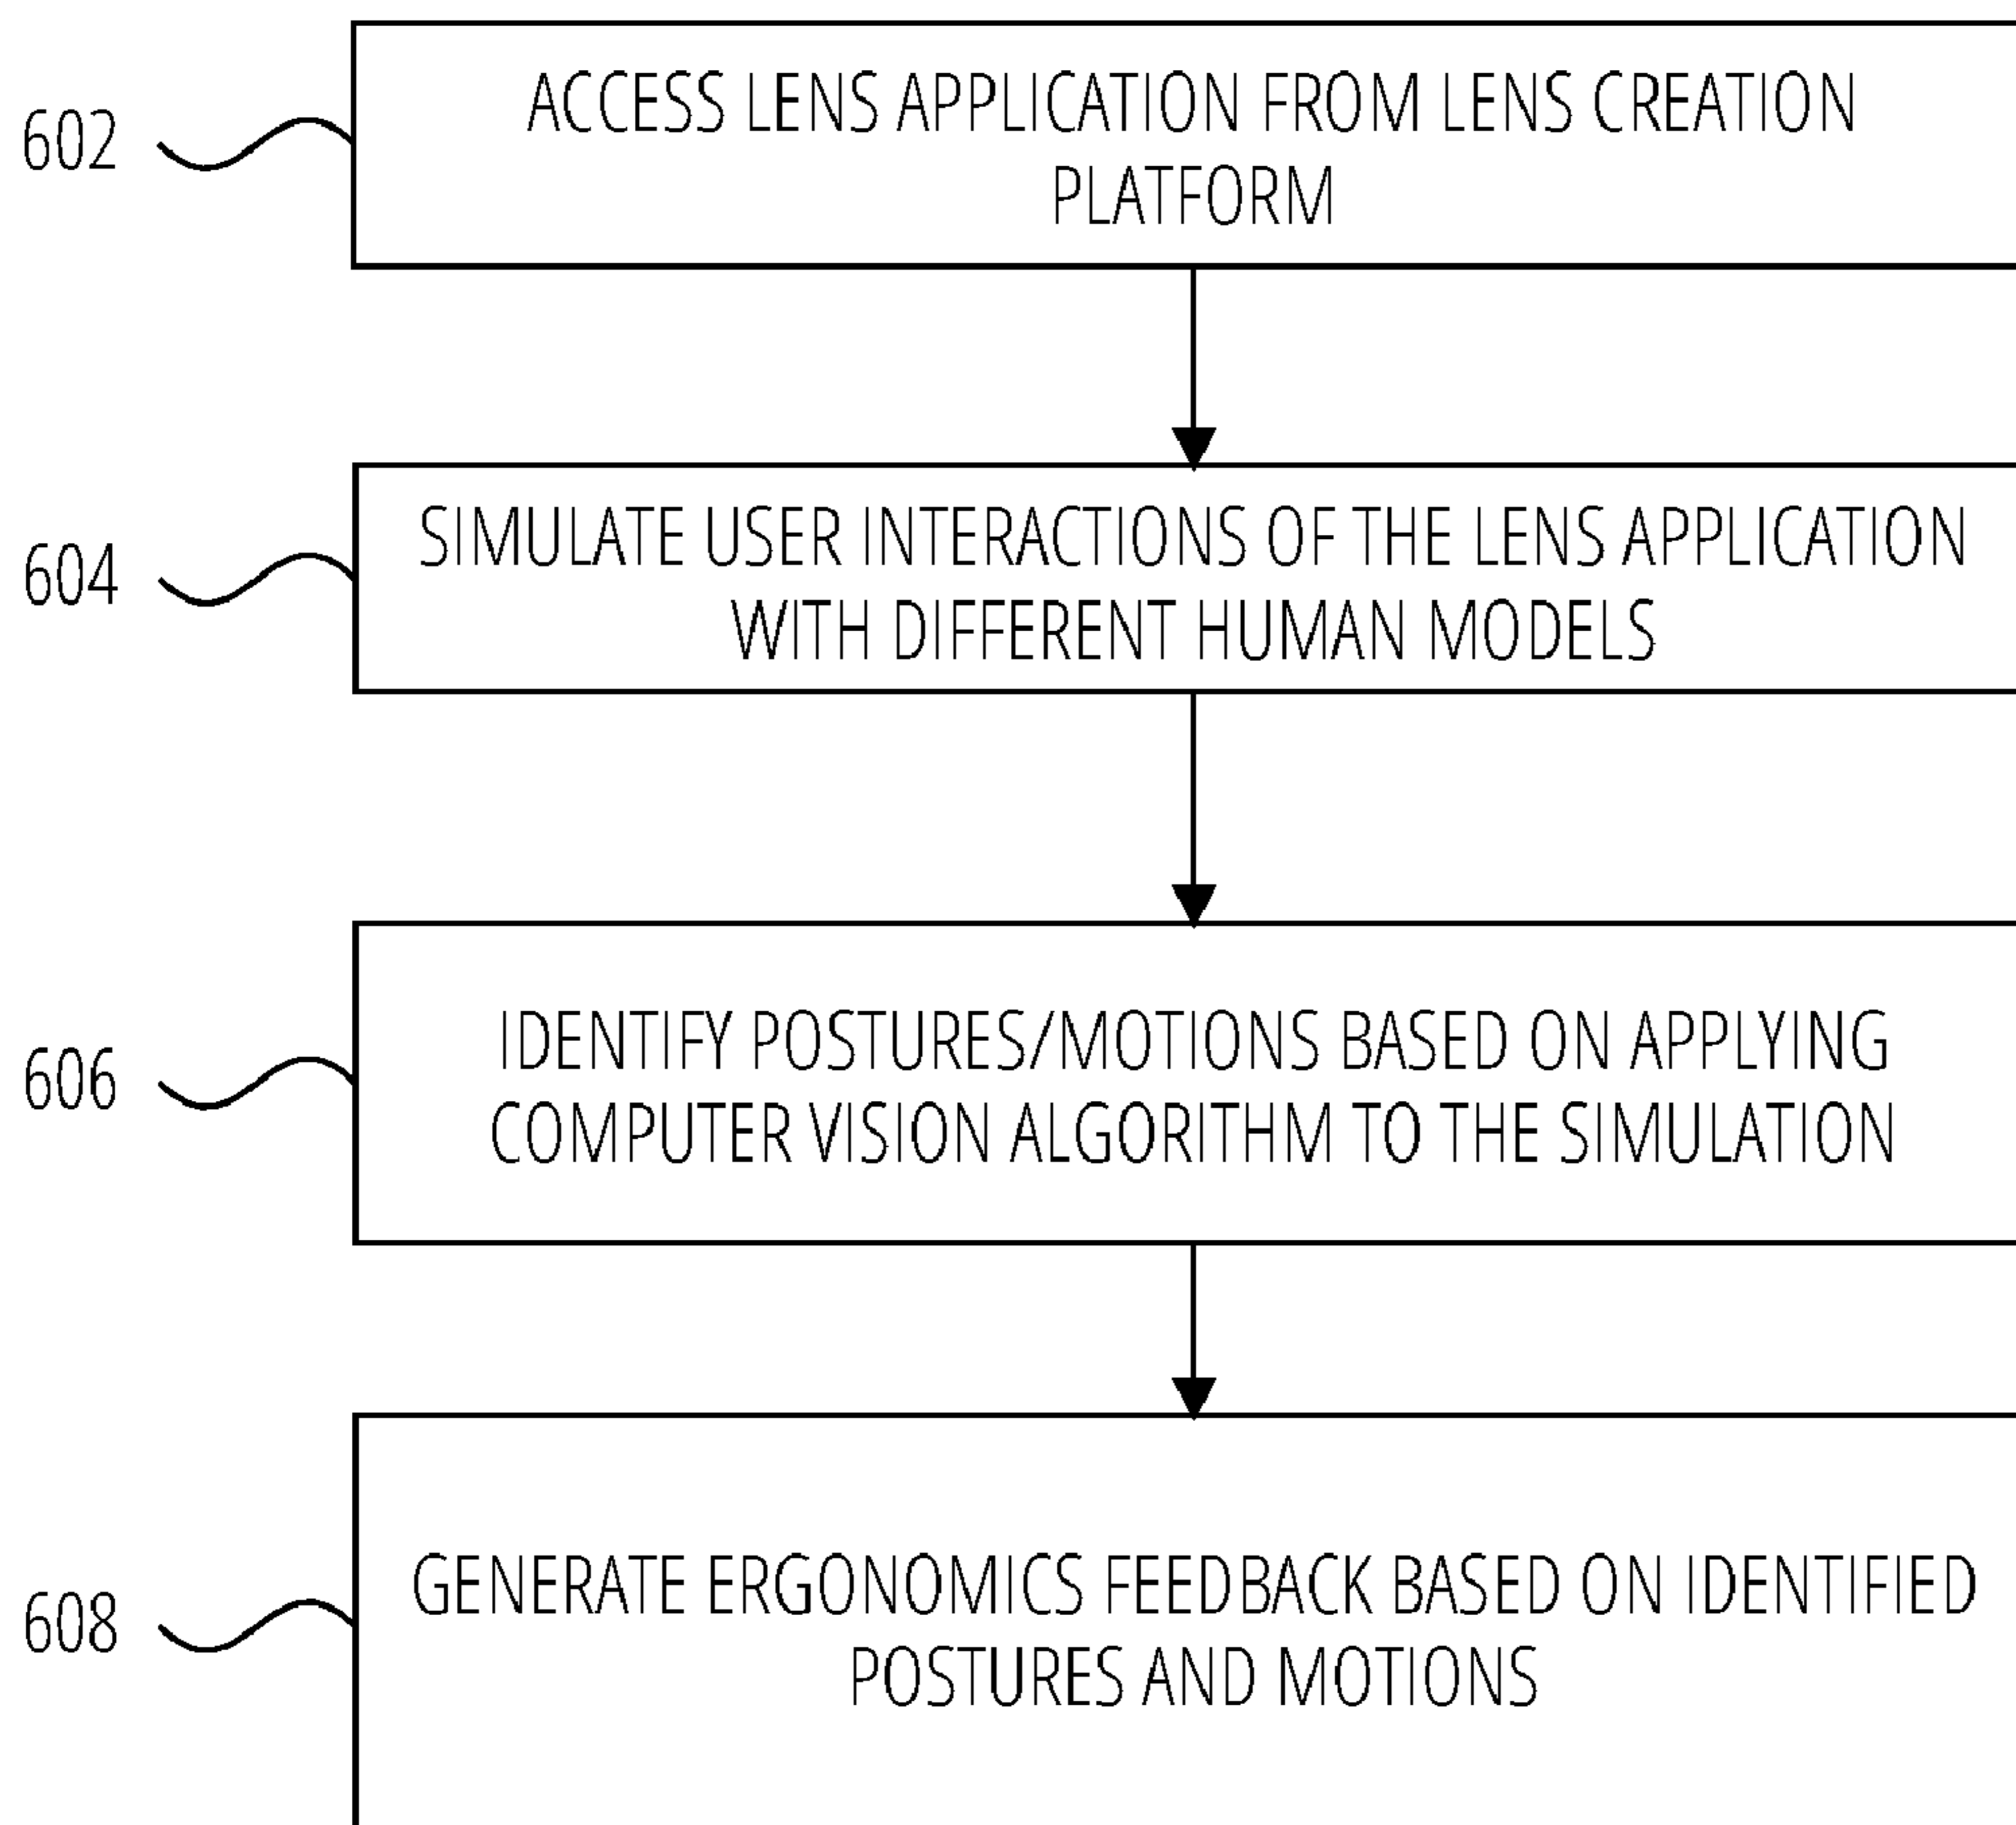 602
ACCESS LENS APPLICATION FROM LENS CREATION
PLATFORM
604
SIMULATE USER INTERACTIONS OF THE LENS APPLICATION
WITH DIFFERENT HUMAN MODELS
606
IDENTIFY POSTURES/MOTIONS BASED ON APPLYING
COMPUTER VISION ALGORITHM TO THE SIMULATION
608
GENERATE ERGONOMICS FEEDBACK BASED ON IDENTIFIED
POSTURES AND MOTIONS